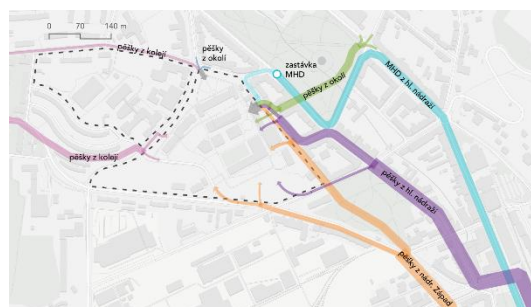 0 70 140 m
pěšky z kolejí
pěšky
z okolí
zastávka
MHD
pěšky z okolí
MHD z hl. nádraží
pěšky z kolejí
pěšky z hl. nádraží
pěšky z nádr. Západ